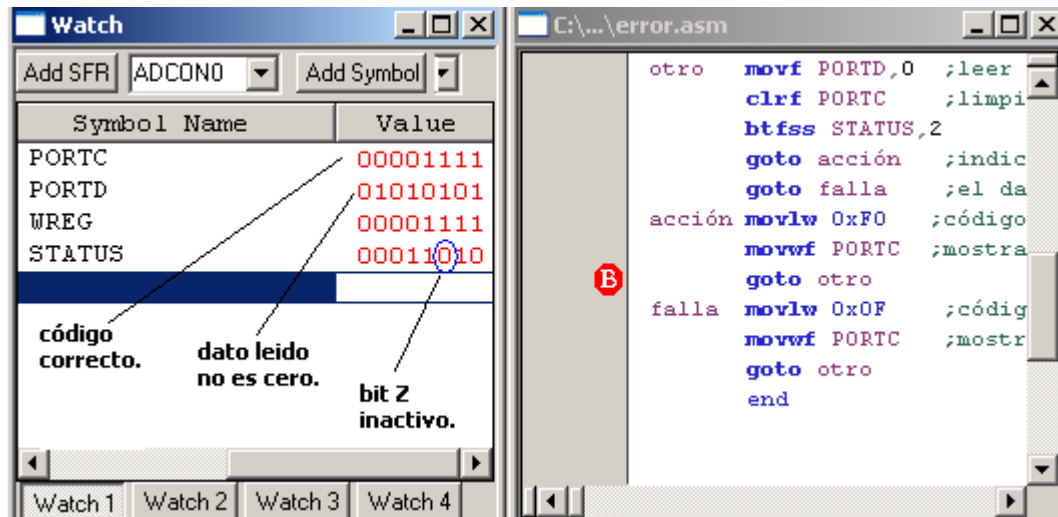 Watch
Add SFR ADCON0 Add Symbol
Symbol Name Value
PORTC 00001111
PORTD 01010101
WREG 00001111
STATUS 00011010
código
correcto.
dato leido
no es cero.
bit Z
inactivo.
Watch 1 Watch 2 Watch 3 Watch 4
C:\...\error.asm
otro movf PORTD,0 ;leer
clrf PORTC ;limpi
btfss STATUS,2
goto acción ;indic
goto falla ;el da
acción movlw 0xF0 ;código
movwf PORTC ;mostra
B goto otro
falla movlw 0x0F ;códig
movwf PORTC ;mostr
goto otro
end